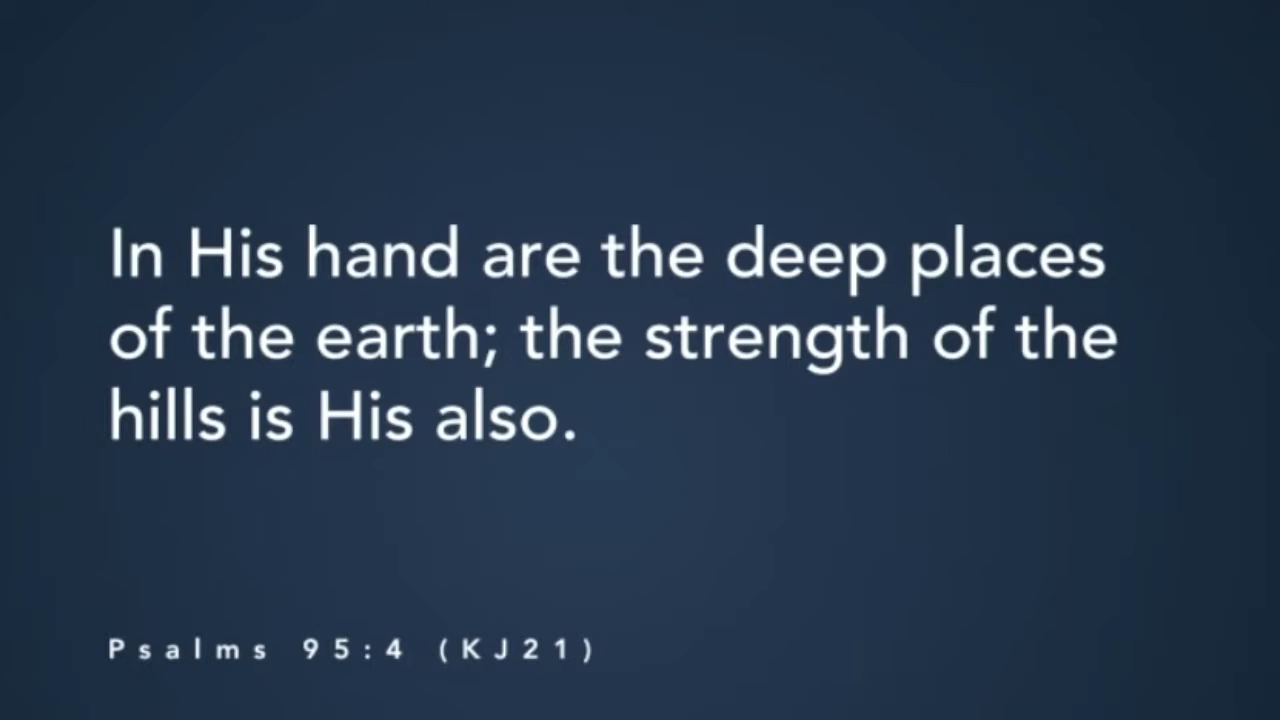 In His hand are the deep places
of the earth; the strength of the
hills is His also.
Psalms 95:4 (KJ21)